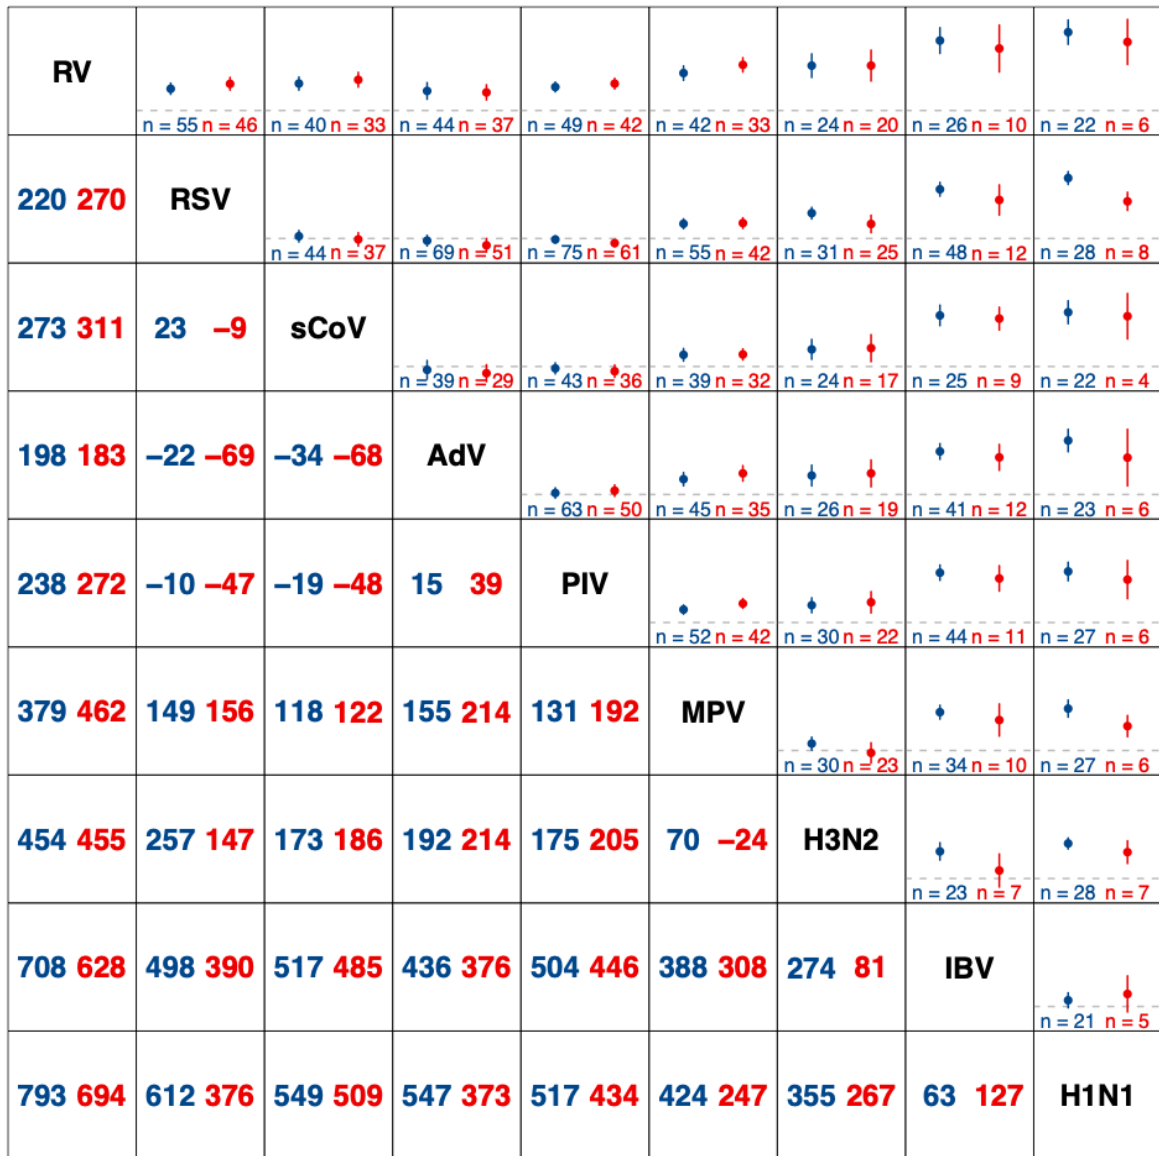 RV
n = 55 n = 46 n = 40 n = 33 n = 44 n = 37 n = 49 n = 42 n = 42 n = 33 n = 24 n = 20 n = 26 n = 10 n = 22 n = 6
220 270 RSV
n = 44 n = 37 n = 69 n = 51 n = 75 n = 61 n = 55 n = 42 n = 31 n = 25 n = 48 n = 12 n = 28 n = 8
273 311 23 −9 sCoV
n = 39 n = 29 n = 43 n = 36 n = 39 n = 32 n = 24 n = 17 n = 25 n = 9 n = 22 n = 4
198 183 −22 −69 −34 −68 AdV
n = 63 n = 50 n = 45 n = 35 n = 26 n = 19 n = 41 n = 12 n = 23 n = 6
238 272 −10 −47 −19 −48 15 39 PIV
n = 52 n = 42 n = 30 n = 22 n = 44 n = 11 n = 27 n = 6
379 462 149 156 118 122 155 214 131 192 MPV
n = 30 n = 23 n = 34 n = 10 n = 27 n = 6
454 455 257 147 173 186 192 214 175 205 70 −24 H3N2
n = 23 n = 7 n = 28 n = 7
708 628 498 390 517 485 436 376 504 446 388 308 274 81 IBV
n = 21 n = 5
793 694 612 376 549 509 547 373 517 434 424 247 355 267 63 127 H1N1